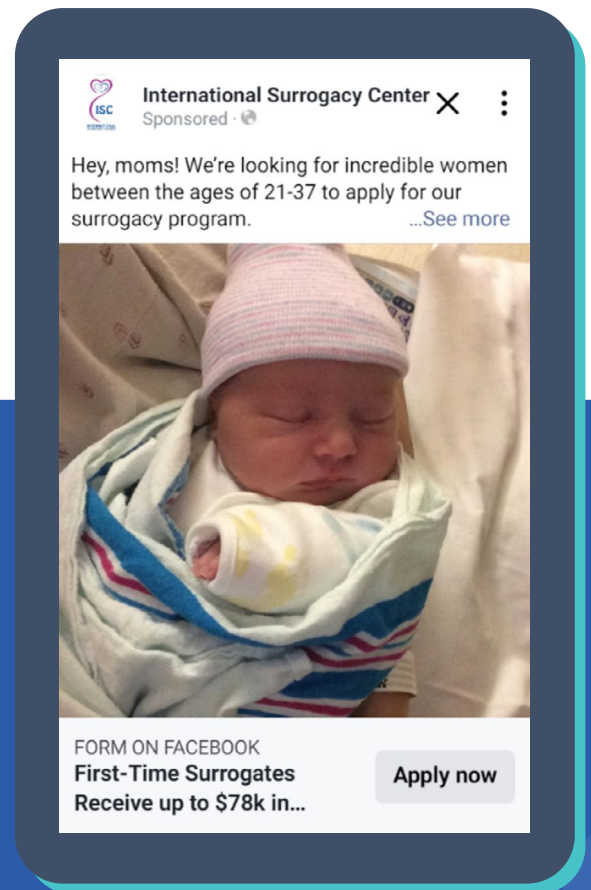 ISC
International Surrogacy Center
Sponsored ·
Hey, moms! We're looking for incredible women
between the ages of 21-37 to apply for our
surrogacy program. ...See more
FORM ON FACEBOOK
First-Time Surrogates
Receive up to $78k in...
Apply now